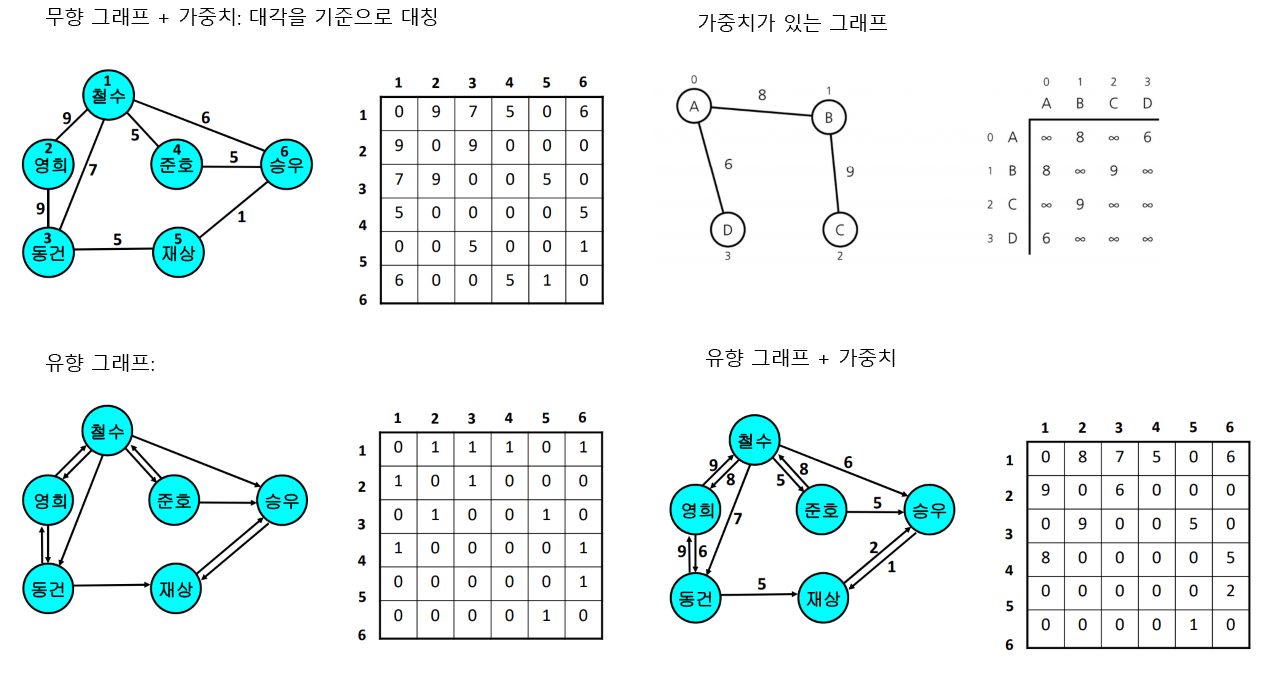 무향 그래프 + 가중치: 대각을 기준으로 대칭
1
철수
9
6
5
2
영희
7
4
준호
5
6
승우
9
1
3
동건
5
5
재상
1 2 3 4 5 6
1 0 9 7 5 0 6
2 9 0 9 0 0 0
3 7 9 0 0 5 0
4 5 0 0 0 0 5
5 0 0 5 0 0 1
6 6 0 0 5 1 0
가중치가 있는 그래프
0
A
8
1
B
6
9
D
3
C
2
0 1 2 3
A B C D
0 A ∞ 8 ∞ 6
1 B 8 ∞ 9 ∞
2 C ∞ 9 ∞ ∞
3 D 6 ∞ ∞ ∞
유향 그래프:
철수
영희
준호
승우
동건
재상
1 2 3 4 5 6
1 0 1 1 1 0 1
2 1 0 1 0 0 0
3 0 1 0 0 1 0
4 1 0 0 0 0 1
5 0 0 0 0 0 1
6 0 0 0 0 1 0
유향 그래프 + 가중치
철수
9
8
8
5
6
영희
7
준호
5
승우
9 6
2
1
동건
5
재상
1 2 3 4 5 6
1 0 8 7 5 0 6
2 9 0 6 0 0 0
3 0 9 0 0 5 0
4 8 0 0 0 0 5
5 0 0 0 0 0 2
6 0 0 0 0 1 0